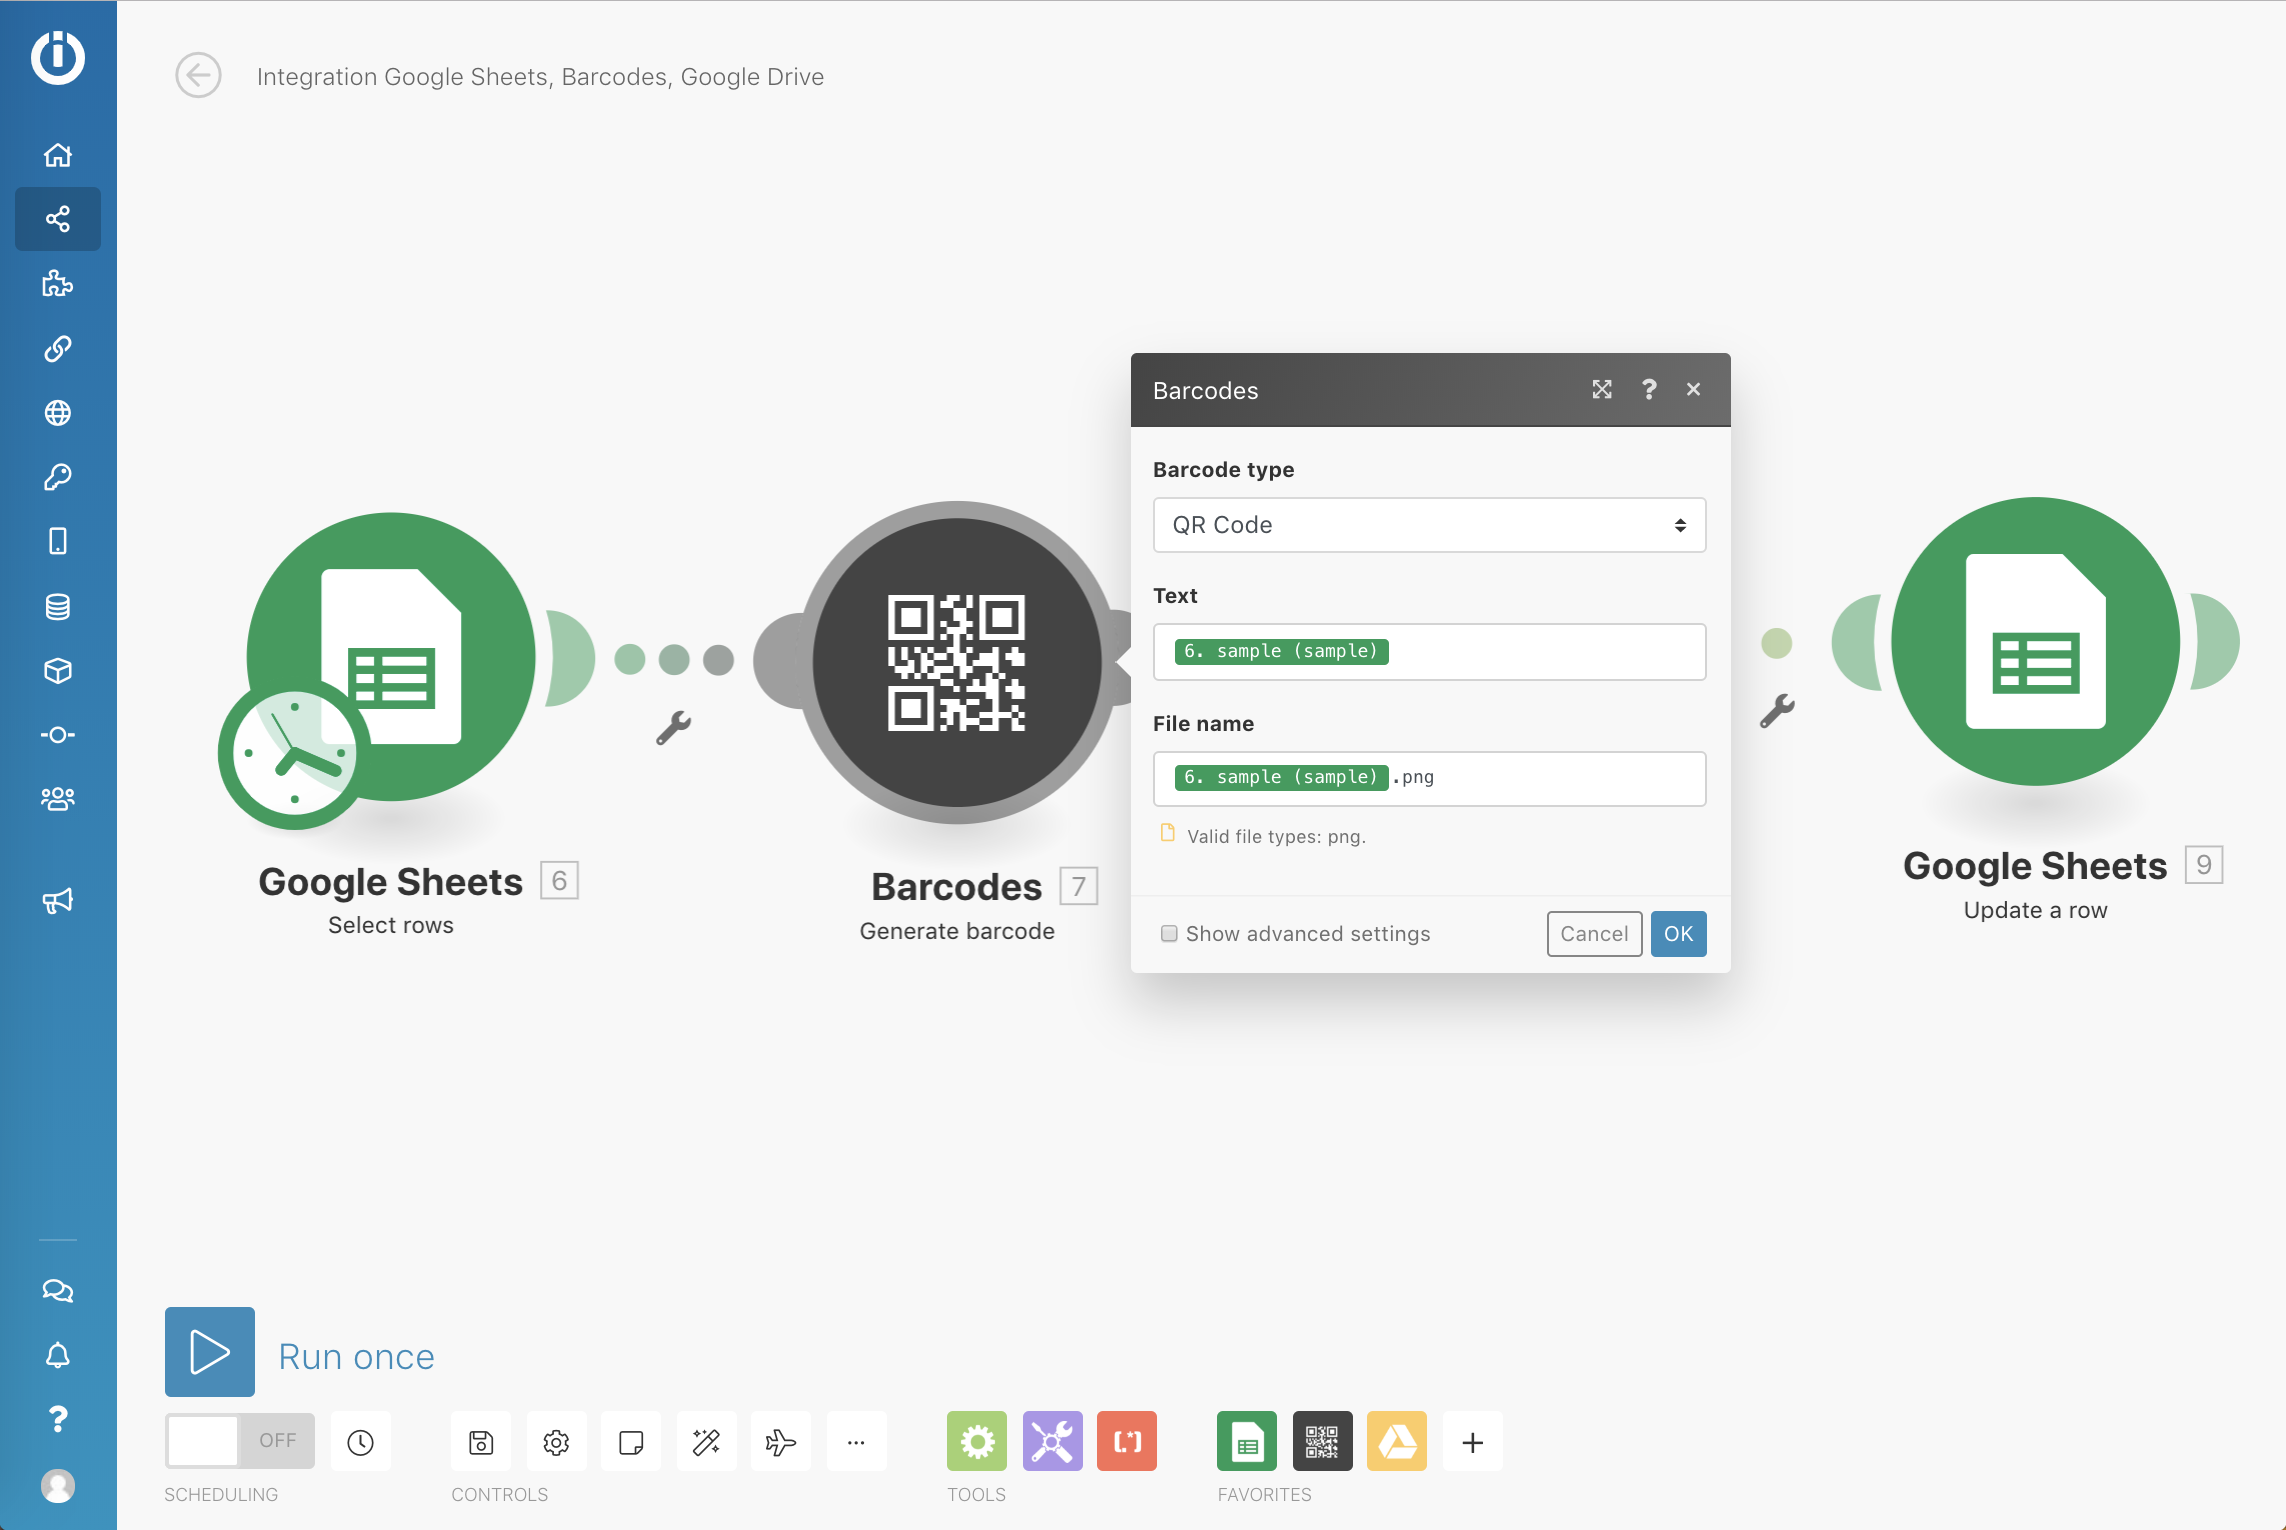 Integration Google Sheets, Barcodes, Google Drive
Barcodes
Barcode type
QR Code
Text
6. sample (sample)
File name
6. sample (sample) .png
Valid file types: png.
Show advanced settings
Cancel
OK
Google Sheets 6
Select rows
Barcodes 7
Generate barcode
Google Sheets 9
Update a row
Run once
OFF
SCHEDULING
CONTROLS
TOOLS
FAVORITES